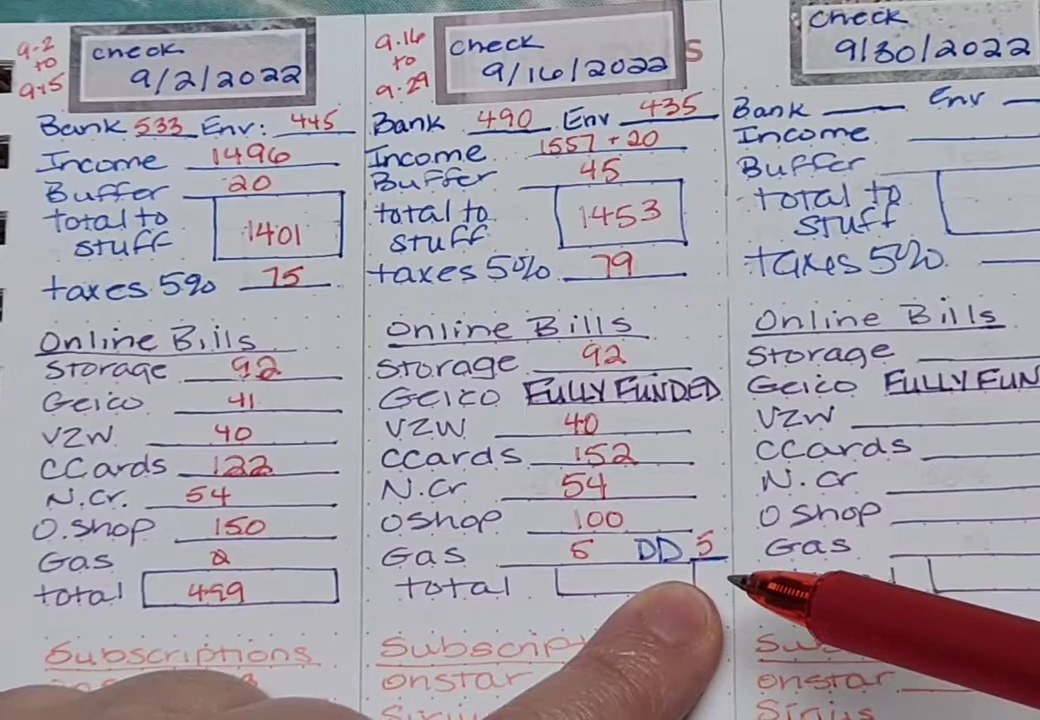 9.2
to
9.15
check
9/2/2022
Bank 533 Env: 445
Income 1496
Buffer 20
total to
stuff 1401
taxes 5% 75
Online Bills
Storage 92
Geico 41
VZW 40
CCards 122
N.Cr. 54
O.Shop 150
Gas
total 499
Subscriptions
9.16
to
9.29
check
9/16/2022
S
Bank 490 Env 435
Income 1557 + 20
Buffer 45
total to
stuff 1453
taxes 5% 79
Online Bills
Storage 92
Geico FULLY FUNDED
VZW 40
CCards 152
N.Cr 54
OShop 100
Gas 5 DD 5
total
onstar
check
9/30/2022
Bank Env
Income
Buffer
total to
stuff
taxes 5%
Online Bills
Storage
Geico FULLY FUN
VZW
CCards
N.Cr
O Shop
Gas
onstar
Sirius